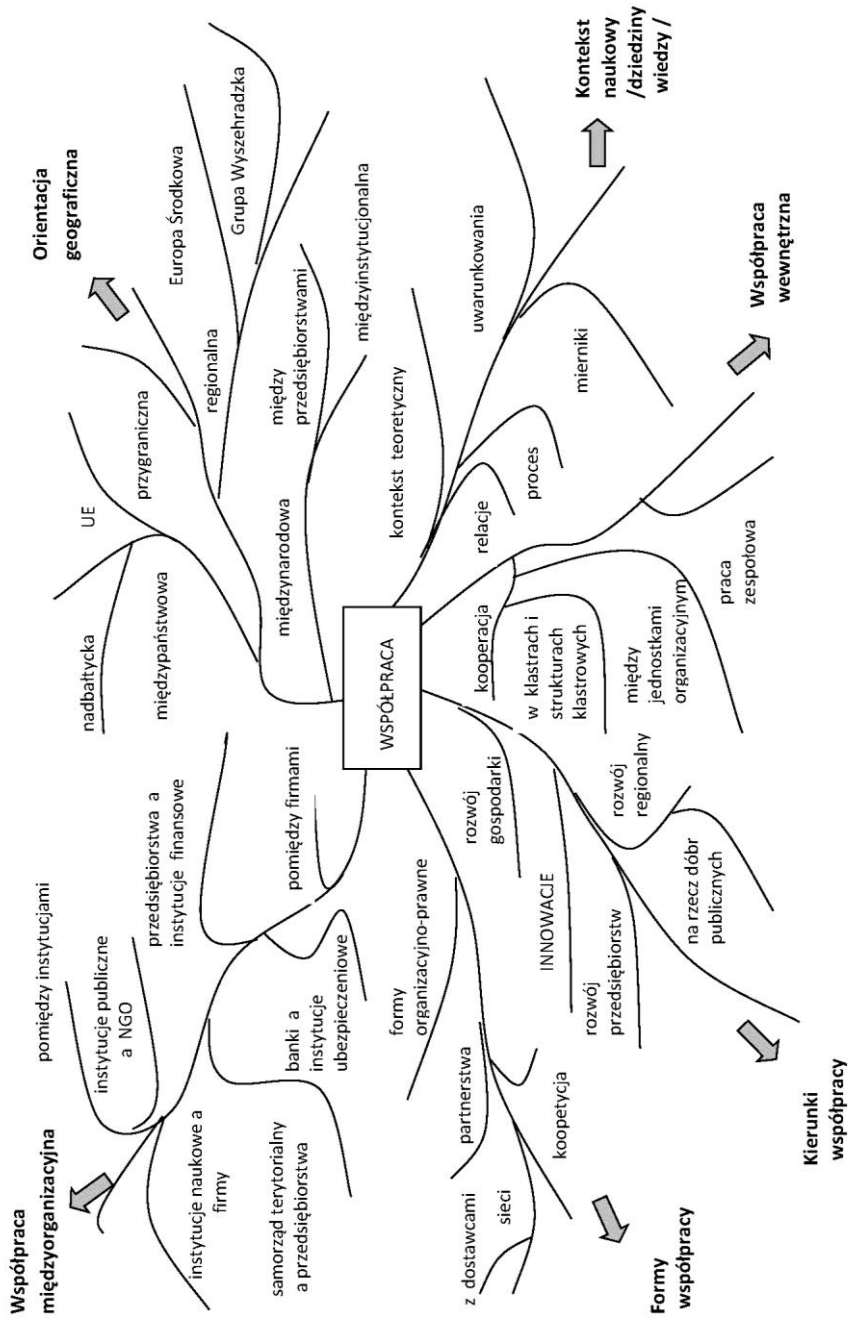 Współpraca
międzyorganizacyjna
pomiędzy instytucjami
instytucje publiczne
a NGO
instytucje naukowe a
firmy
samorząd terytorialny
a przedsiębiorstwa
przedsiębiorstwa a
instytucje finansowe
banki a
instytucje
ubezpieczeniowe
pomiędzy firmami
Orientacja
geograficzna
nadbałtycka
UE
międzypaństwowa
przygraniczna
regionalna
Europa Środkowa
Grupa Wyszehradzka
międzynarodowa
między
przedsiębiorstwami
międzyinstytucjonalna
WSPÓŁPRACA
Kontekst
naukowy
/dziedziny
wiedzy /
kontekst teoretyczny
uwarunkowania
relacje
proces
mierniki
Współpraca
wewnętrzna
kooperacja
w klastrach i
strukturach
klastrowych
między
jednostkami
organizacyjnym
praca
zespołowa
Formy
współpracy
formy
organizacyjno-prawne
partnerstwa
z dostawcami
sieci
koopetycja
Kierunki
współpracy
rozwój
gospodarki
INNOWACJE
rozwój
przedsiębiorstw
rozwój
regionalny
na rzecz dóbr
publicznych